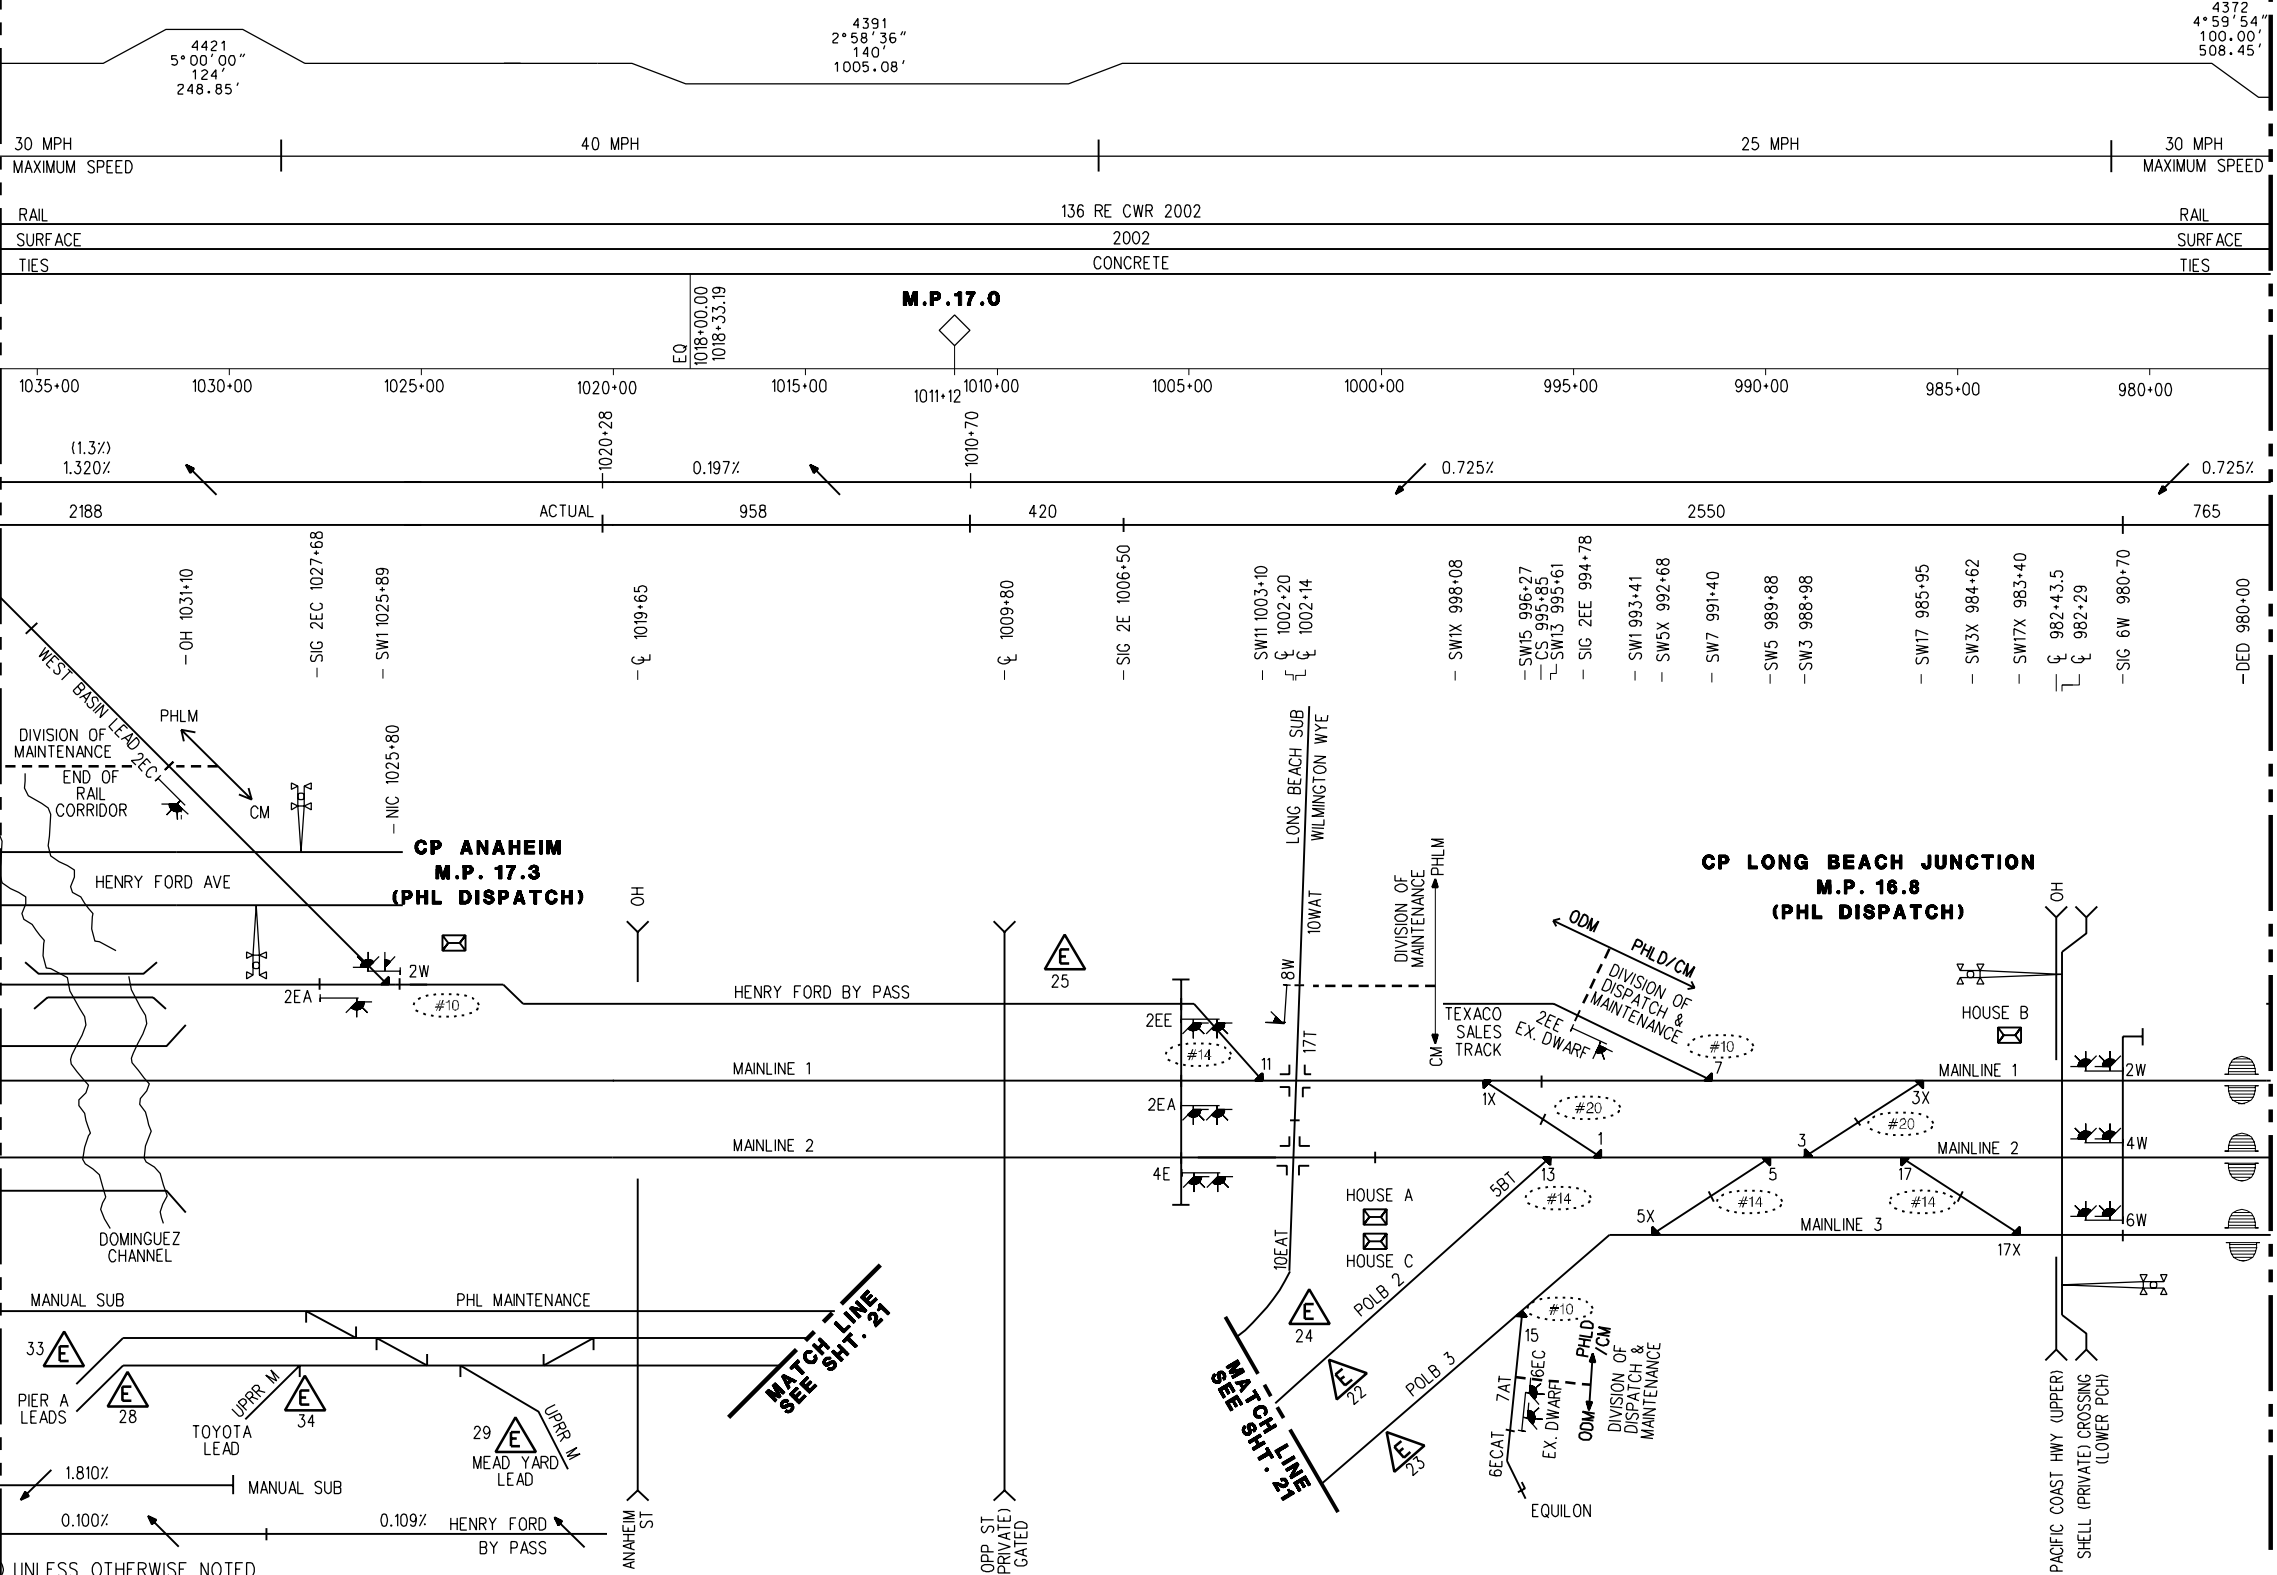 4421
5°00'00"
124'
248.85'
4391
2°58'36"
140'
1005.08'
4372
4°59'54"
100.00'
508.45'
30 MPH
40 MPH
25 MPH
30 MPH
MAXIMUM SPEED
MAXIMUM SPEED
RAIL
136 RE CWR 2002
RAIL
SURFACE
2002
SURFACE
TIES
CONCRETE
TIES
EQ
1018+00.00
1018+33.19
M.P.17.0
1035+00
1030+00
1025+00
1020+00
1015+00
1011+12
1010+00
1005+00
1000+00
995+00
990+00
985+00
980+00
(1.3%)
1.320%
1020+28
0.197%
1010+70
0.725%
0.725%
2188
ACTUAL
958
420
2550
765
OH 1031+10
SIG 2EC 1027+68
SW1 1025+89
NIC 1025+80
℄ 1019+65
℄ 1009+80
SIG 2E 1006+50
SW11 1003+10
℄ 1002+20
℄ 1002+14
SW1X 998+08
SW15 996+27
CS 995+85
SW13 995+61
SIG 2EE 994+78
SW1 993+41
SW5X 992+68
SW7 991+40
SW5 989+88
SW3 988+98
SW17 985+95
SW3X 984+62
SW17X 983+40
℄ 982+43.5
℄ 982+29
SIG 6W 980+70
DED 980+00
WEST BASIN LEAD
2EC
PHLM
CM
DIVISION OF
MAINTENANCE
END OF
RAIL
CORRIDOR
HENRY FORD AVE
CP ANAHEIM
M.P. 17.3
(PHL DISPATCH)
2W
2EA
#10
OH
HENRY FORD BY PASS
E
25
MAINLINE 1
MAINLINE 2
2EE
#14
11
2EA
4E
LONG BEACH SUB
WILMINGTON WYE
10WAT
8W
17T
10EAT
DIVISION OF
MAINTENANCE
PHLM
CM
TEXACO
SALES
TRACK
ODM
PHLD/CM
DIVISION OF
DISPATCH &
MAINTENANCE
2EE
EX. DWARF
#10
7
CP LONG BEACH JUNCTION
M.P. 16.8
(PHL DISPATCH)
OH
HOUSE B
MAINLINE 1
2W
1X
#20
1
3X
#20
3
MAINLINE 2
4W
13
#14
5BT
5
#14
5X
17
#14
17X
MAINLINE 3
6W
HOUSE A
HOUSE C
DOMINGUEZ
CHANNEL
MANUAL SUB
PHL MAINTENANCE
MATCH LINE
SEE SHT. 21
33
E
PIER A
LEADS
E
28
UPRR M
TOYOTA
LEAD
E
34
29
E
MEAD YARD
LEAD
UPRR M
1.810%
MANUAL SUB
0.100%
0.109%
HENRY FORD
BY PASS
ANAHEIM
ST
OPP ST
PRIVATE)
GATED
MATCH LINE
SEE SHT. 21
E
24
POLB 2
E
22
POLB 3
E
23
#10
15
7AT
6EC
EX. DWARF
6ECAT
EQUILON
PHLD
/CM
ODM
DIVISION OF
DISPATCH &
MAINTENANCE
PACIFIC COAST HWY (UPPER)
SHELL (PRIVATE) CROSSING
(LOWER PCH)
) UNLESS OTHERWISE NOTED